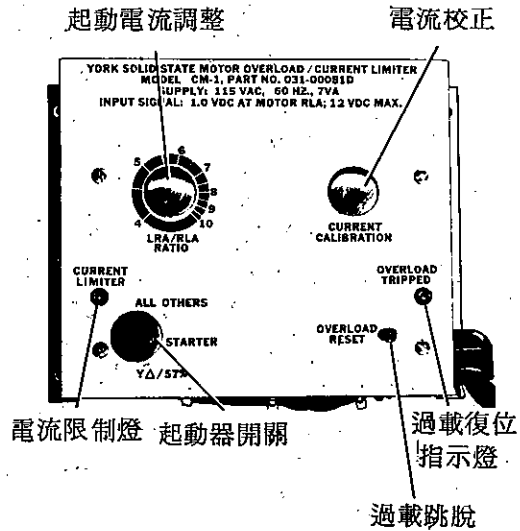 起動電流調整
電流校正
YORK SOLID STATE MOTOR OVERLOAD / CURRENT LIMITER
MODEL CM-1, PART NO. 031-00081D
SUPPLY: 115 VAC, 60 HZ., 7VA
INPUT SIGNAL: 1.0 VDC AT MOTOR RLA; 12 VDC MAX.
4 5 6 7 8 9 10
LRA/RLA
RATIO
CURRENT
CALIBRATION
CURRENT
LIMITER
OVERLOAD
TRIPPED
ALL OTHERS
STARTER
YΔ/57%
OVERLOAD
RESET
電流限制燈
起動器開關
過載復位
指示燈
過載跳脫